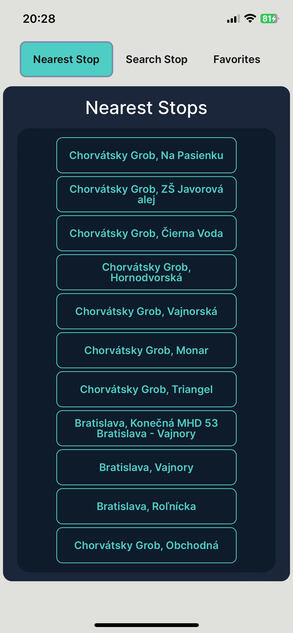 20:28
81
Nearest Stop
Search Stop
Favorites
Nearest Stops
Chorvátsky Grob, Na Pasienku
Chorvátsky Grob, ZŠ Javorová
alej
Chorvátsky Grob, Čierna Voda
Chorvátsky Grob,
Hornodvorská
Chorvátsky Grob, Vajnorská
Chorvátsky Grob, Monar
Chorvátsky Grob, Triangel
Bratislava, Konečná MHD 53
Bratislava - Vajnory
Bratislava, Vajnory
Bratislava, Roľnícka
Chorvátsky Grob, Obchodná